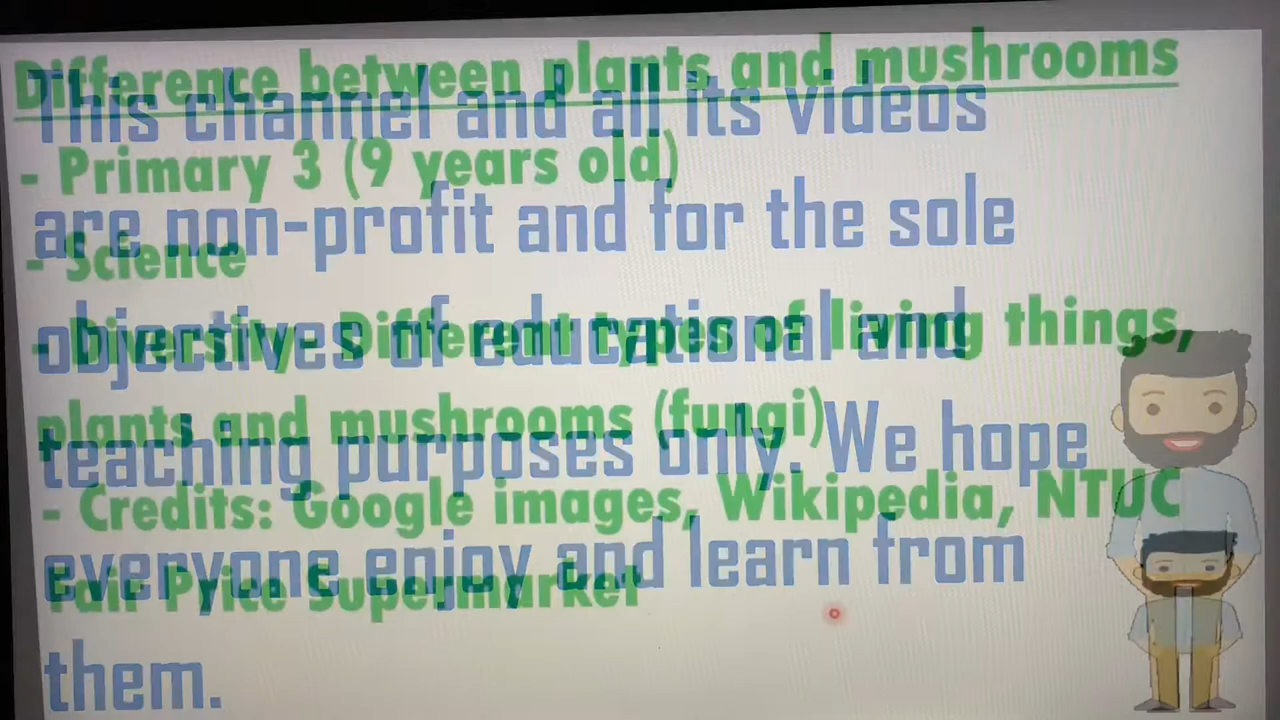 Difference between plants and mushrooms
- Primary 3 (9 years old)
- Science
- Diversity- Different types of living things,
plants and mushrooms (fungi)
- Credits: Google images, Wikipedia, NTUC
Fair Pyice Supermarket
This channel and all its videos
are non-profit and for the sole
objectives of educational and
teaching purposes only. We hope
everyone enjoy and learn from
them.